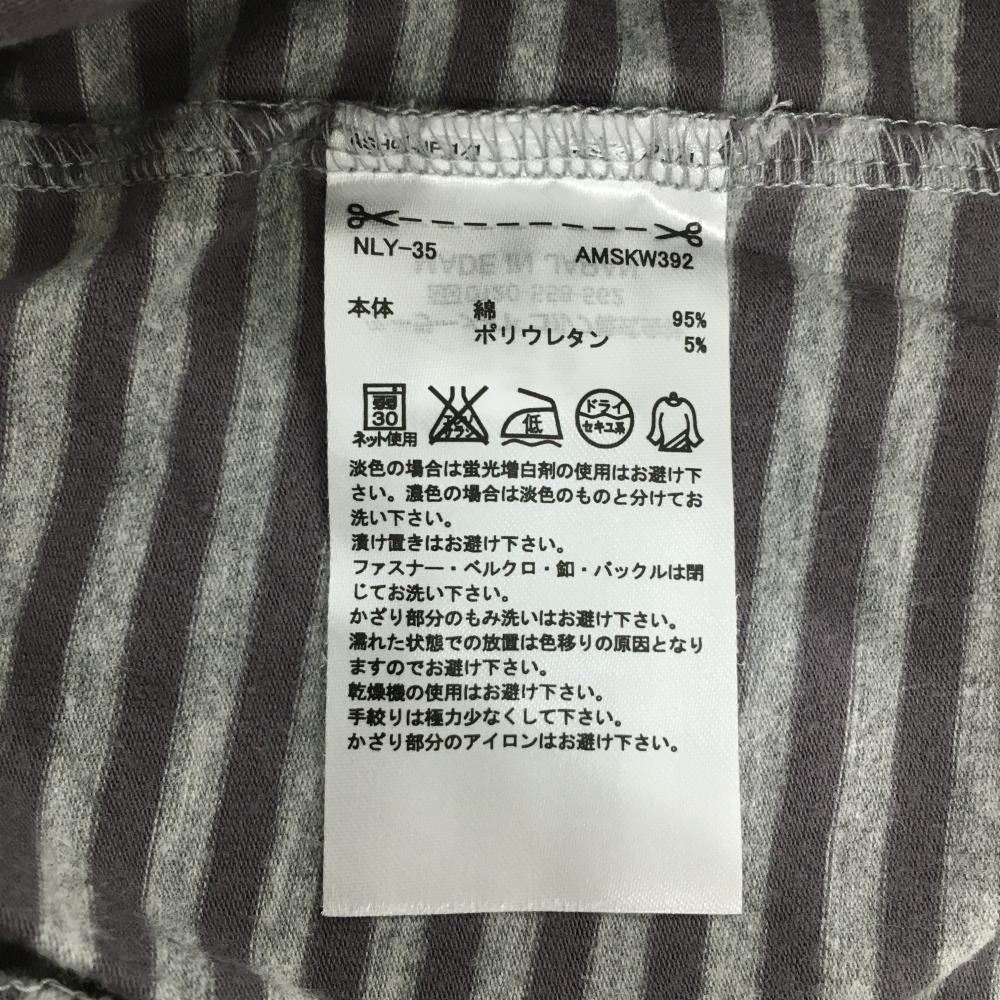 NLY-35 AMSKW392
本体 綿 95%
ポリウレタン 5%
弱
30
ネット使用
エンソ
サラシ
低
ドライ
セキユ系
淡色の場合は蛍光増白剤の使用はお避け下
さい。濃色の場合は淡色のものと分けてお
洗い下さい。
漬け置きはお避け下さい。
ファスナー・ベルクロ・釦・バックルは閉
じてお洗い下さい。
かざり部分のもみ洗いはお避け下さい。
濡れた状態での放置は色移りの原因となり
ますのでお避け下さい。
乾燥機の使用はお避け下さい。
手絞りは極力少なくして下さい。
かざり部分のアイロンはお避け下さい。